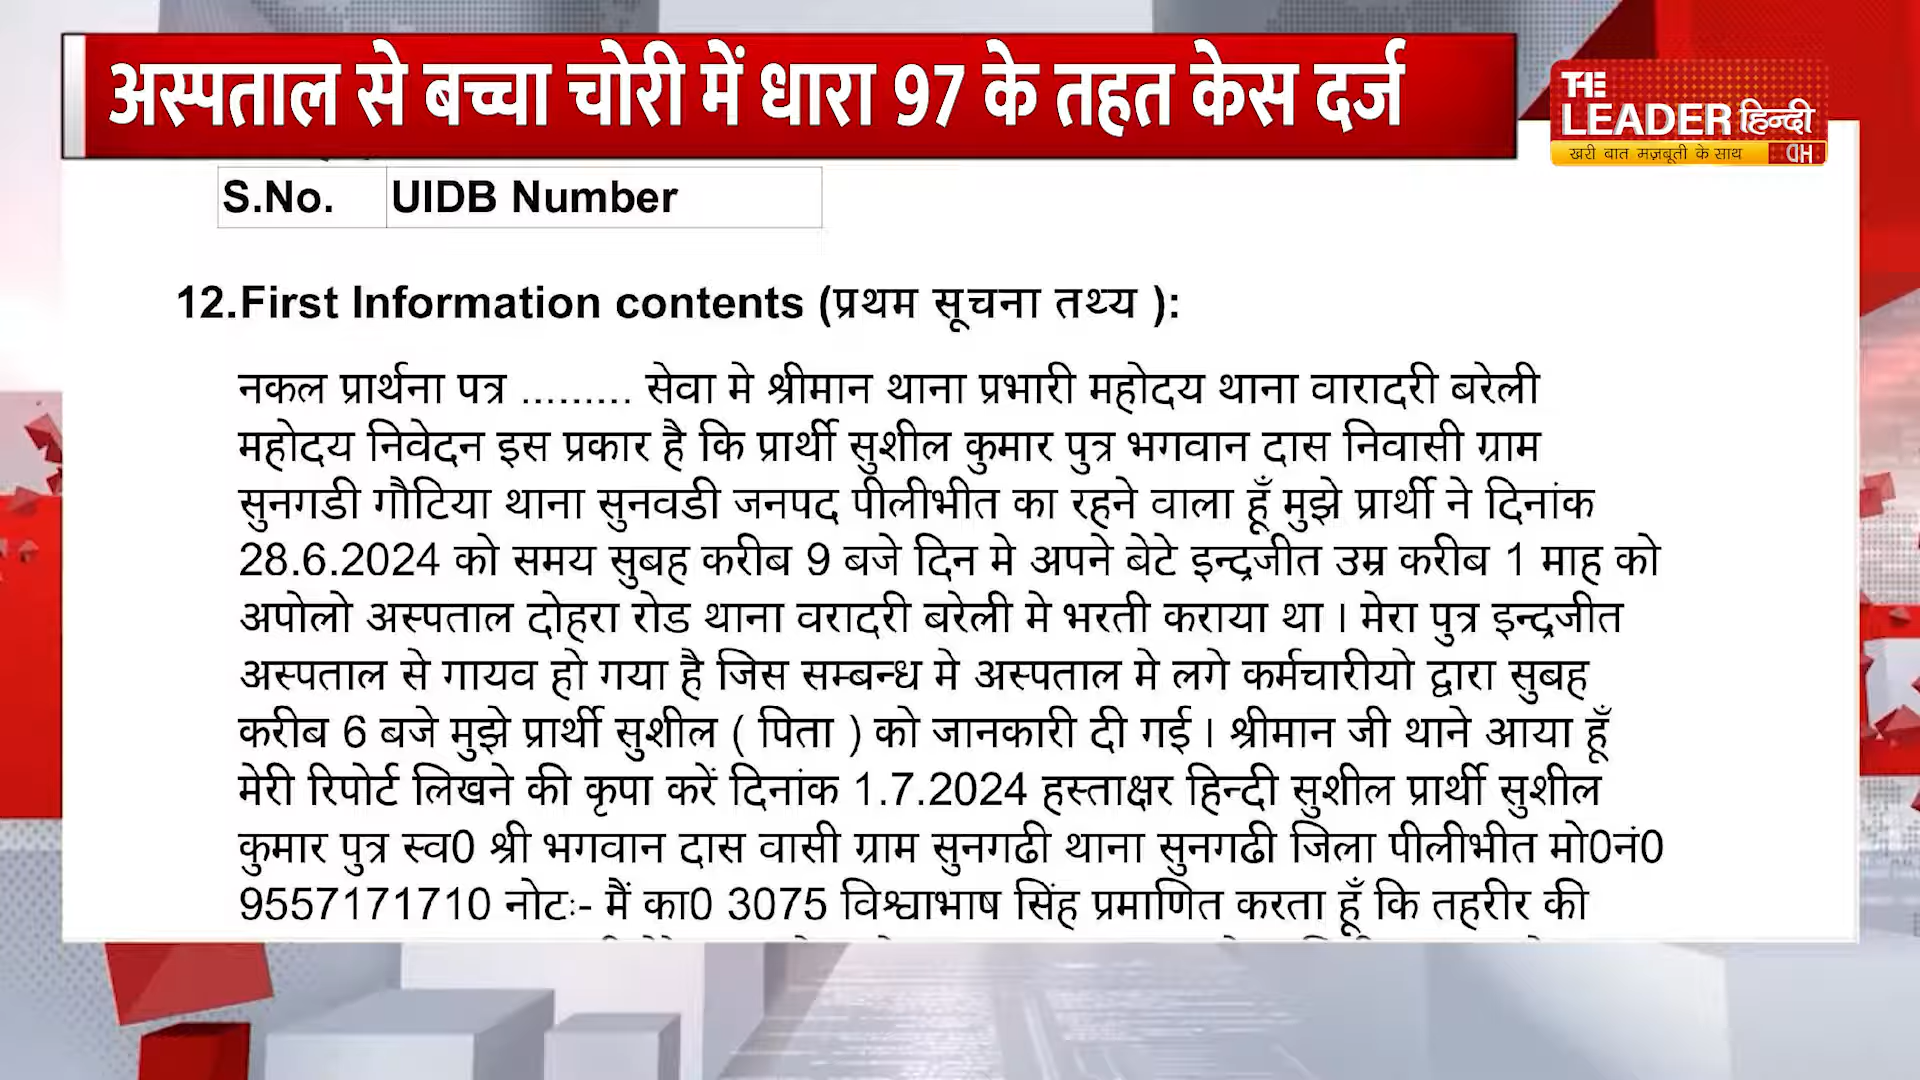 अस्पताल से बच्चा चोरी में धारा 97 के तहत केस दर्ज
THE
LEADER हिन्दी
खरी बात मज़बूती के साथ
S.No. UIDB Number
12.First Information contents (प्रथम सूचना तथ्य ):
नकल प्रार्थना पत्र ......... सेवा मे श्रीमान थाना प्रभारी महोदय थाना वारादरी बरेली
महोदय निवेदन इस प्रकार है कि प्रार्थी सुशील कुमार पुत्र भगवान दास निवासी ग्राम
सुनगडी गौटिया थाना सुनवडी जनपद पीलीभीत का रहने वाला हूँ मुझे प्रार्थी ने दिनांक
28.6.2024 को समय सुबह करीब 9 बजे दिन मे अपने बेटे इन्द्रजीत उम्र करीब 1 माह को
अपोलो अस्पताल दोहरा रोड थाना वरादरी बरेली मे भरती कराया था । मेरा पुत्र इन्द्रजीत
अस्पताल से गायव हो गया है जिस सम्बन्ध मे अस्पताल मे लगे कर्मचारीयो द्वारा सुबह
करीब 6 बजे मुझे प्रार्थी सुशील ( पिता ) को जानकारी दी गई । श्रीमान जी थाने आया हूँ
मेरी रिपोर्ट लिखने की कृपा करें दिनांक 1.7.2024 हस्ताक्षर हिन्दी सुशील प्रार्थी सुशील
कुमार पुत्र स्व0 श्री भगवान दास वासी ग्राम सुनगढी थाना सुनगढी जिला पीलीभीत मो0नं0
9557171710 नोटः- मैं का0 3075 विश्वाभाष सिंह प्रमाणित करता हूँ कि तहरीर की